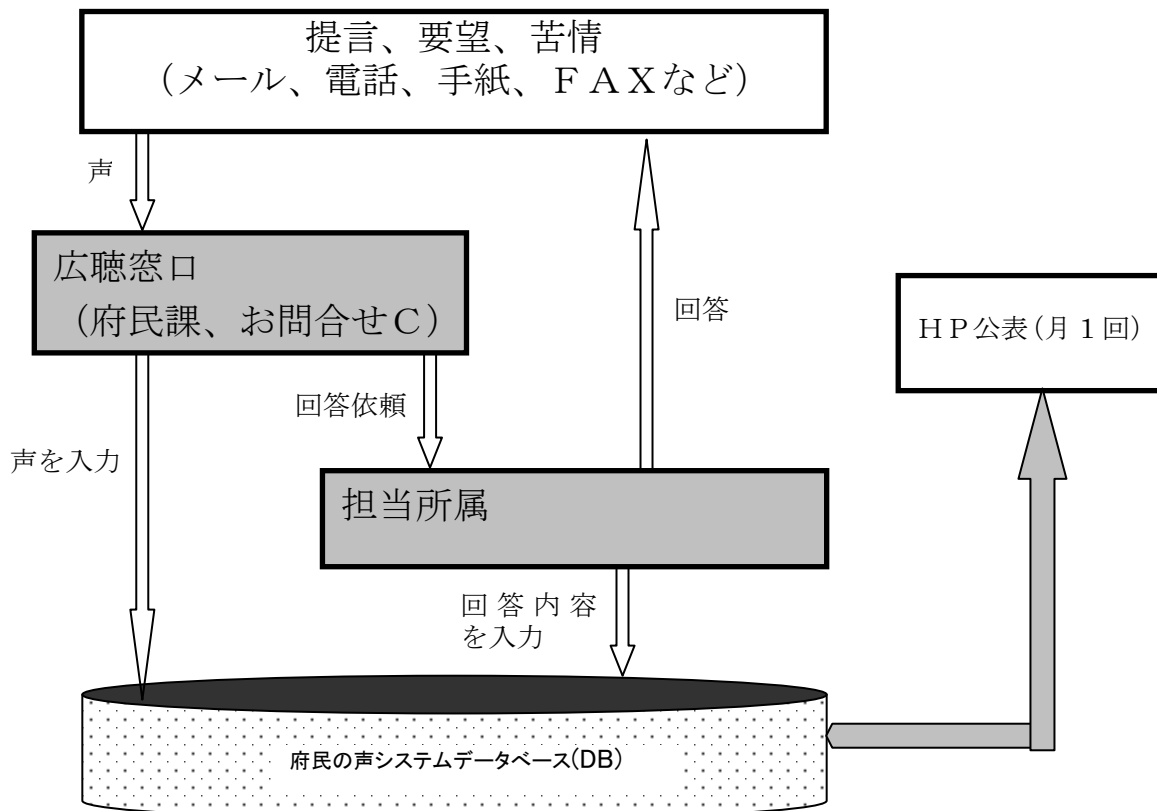 提言、要望、苦情
（メール、電話、手紙、ＦＡＸなど）
声
広聴窓口
（府民課、お問合せＣ）
回答
ＨＰ公表(月１回)
回答依頼
声を入力
担当所属
回答内容
を入力
府民の声システムデータベース(DB)